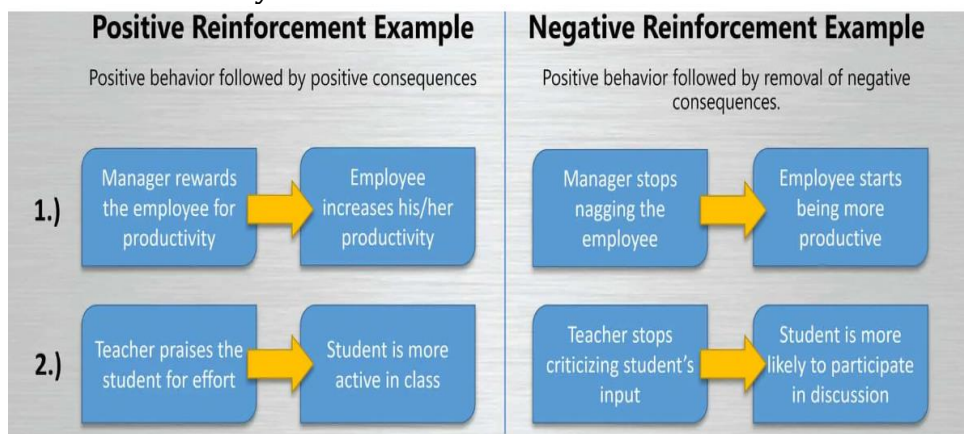 Positive Reinforcement Example
Positive behavior followed by positive consequences
Negative Reinforcement Example
Positive behavior followed by removal of negative
consequences.
1.)
Manager rewards
the employee for
productivity
Employee
increases his/her
productivity
Manager stops
nagging the
employee
Employee starts
being more
productive
2.)
Teacher praises the
student for effort
Student is more
active in class
Teacher stops
criticizing student's
input
Student is more
likely to participate
in discussion